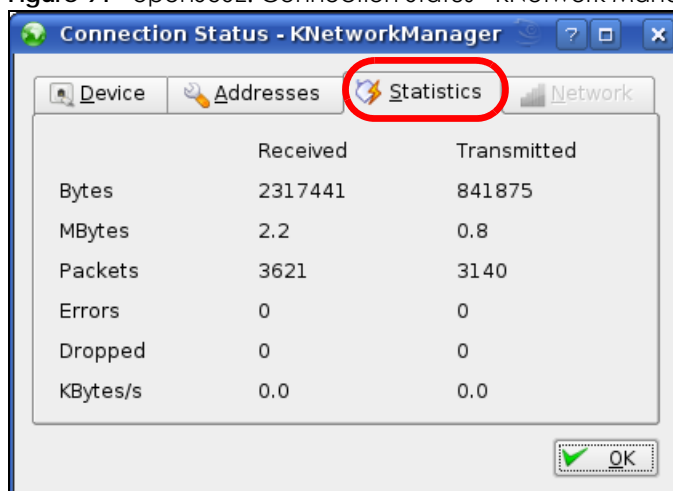 Connection Status - KNetworkManager
Device Addresses Statistics Network
Received Transmitted
Bytes 2317441 841875
MBytes 2.2 0.8
Packets 3621 3140
Errors 0 0
Dropped 0 0
KBytes/s 0.0 0.0
OK